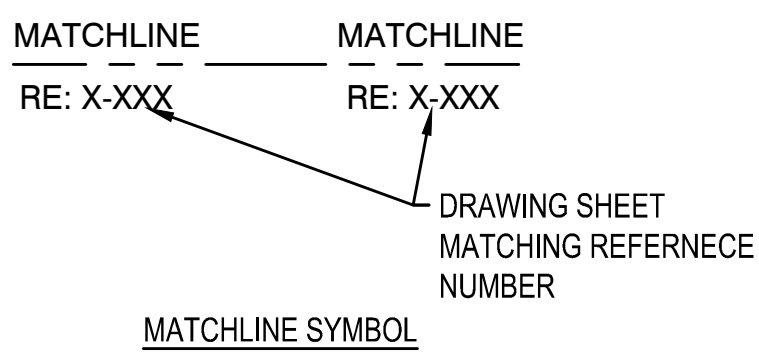 MATCHLINE MATCHLINE
RE: X-XXX RE: X-XXX
DRAWING SHEET
MATCHING REFERNECE
NUMBER
MATCHLINE SYMBOL